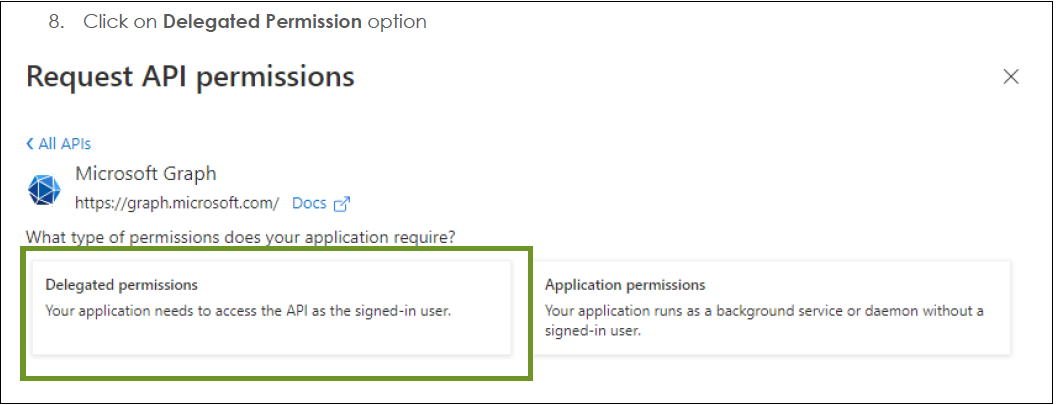 8. Click on Delegated Permission option
Request API permissions
All APIs
Microsoft Graph
https://graph.microsoft.com/ Docs
What type of permissions does your application require?
Delegated permissions
Your application needs to access the API as the signed-in user.
Application permissions
Your application runs as a background service or daemon without a
signed-in user.